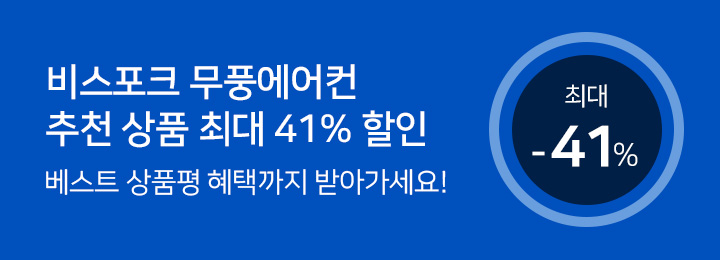 비스포크 무풍에어컨
추천 상품 최대 41% 할인
베스트 상품평 혜택까지 받아가세요!
최대
-41%